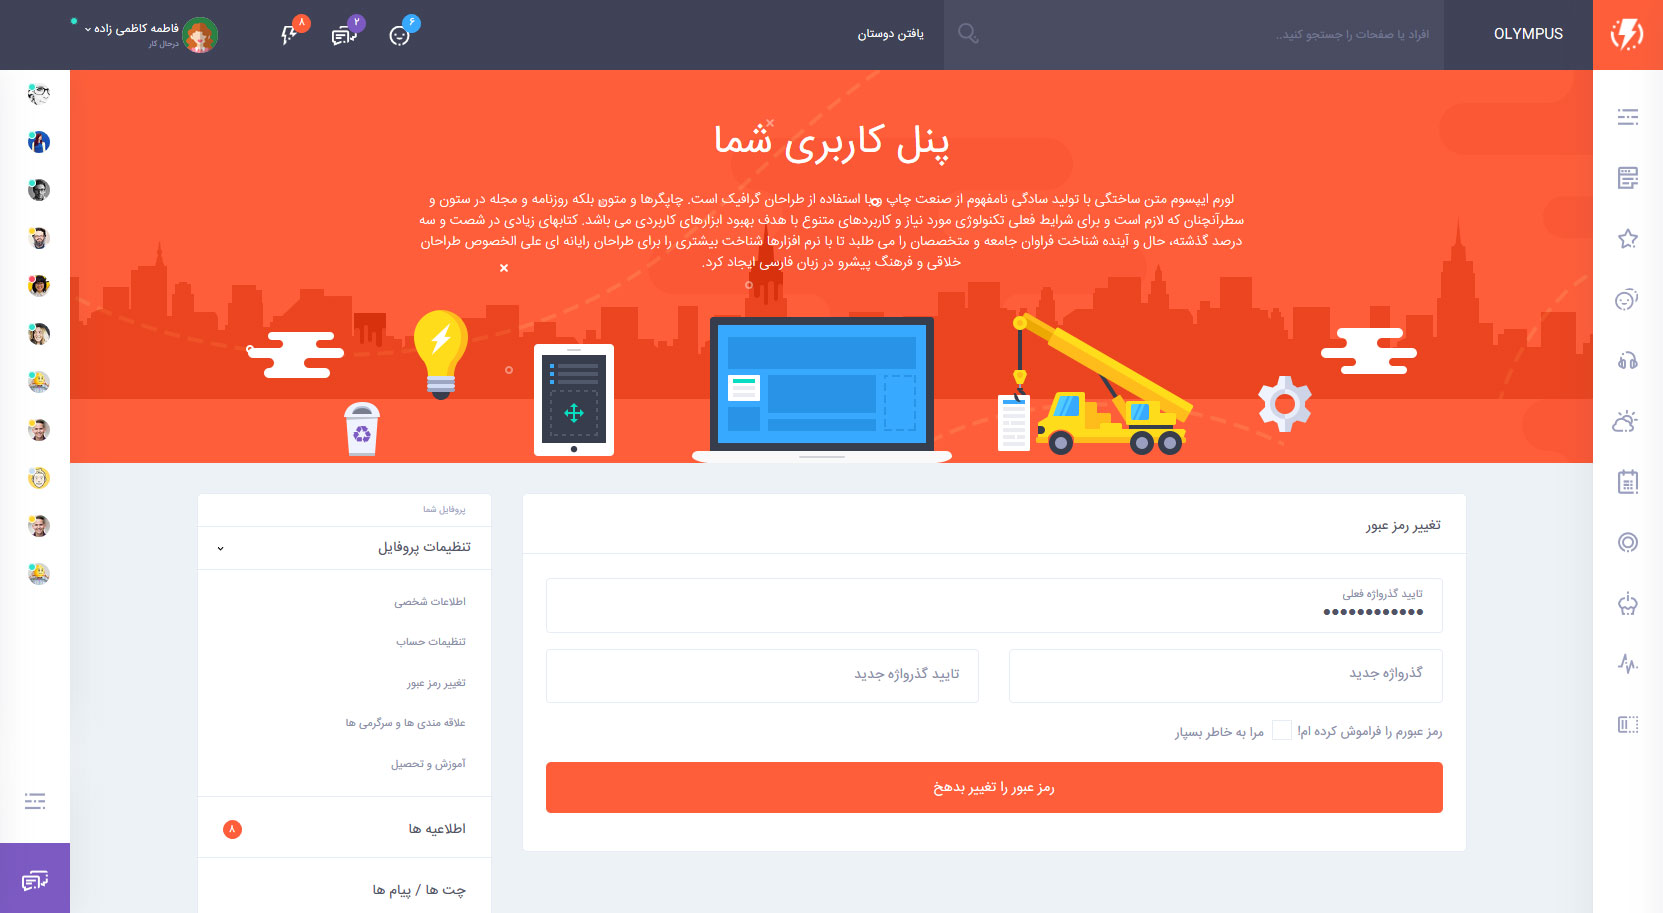 OLYMPUS
افراد یا صفحات را جستجو کنید..
یافتن دوستان
۶
۲
۸
فاطمه کاظمی زاده
درحال کار
پنل کاربری شما
لورم ایپسوم متن ساختگی با تولید سادگی نامفهوم از صنعت چاپ و با استفاده از طراحان گرافیک است. چاپگرها و متون بلکه روزنامه و مجله در ستون و
سطرآنچنان که لازم است و برای شرایط فعلی تکنولوژی مورد نیاز و کاربردهای متنوع با هدف بهبود ابزارهای کاربردی می باشد. کتابهای زیادی در شصت و سه
درصد گذشته، حال و آینده شناخت فراوان جامعه و متخصصان را می طلبد تا با نرم افزارها شناخت بیشتری را برای طراحان رایانه ای علی الخصوص طراحان
خلاقی و فرهنگ پیشرو در زبان فارسی ایجاد کرد.
تغییر رمز عبور
تایید گذرواژه فعلی
گذرواژه جدید
تایید گذرواژه جدید
رمز عبورم را فراموش کرده ام!
مرا به خاطر بسپار
رمز عبور را تغییر بدهخ
پروفایل شما
تنظیمات پروفایل
اطلاعات شخصی
تنظیمات حساب
تغییر رمز عبور
علاقه مندی ها و سرگرمی ها
آموزش و تحصیل
اطلاعیه ها
۸
چت ها / پیام ها